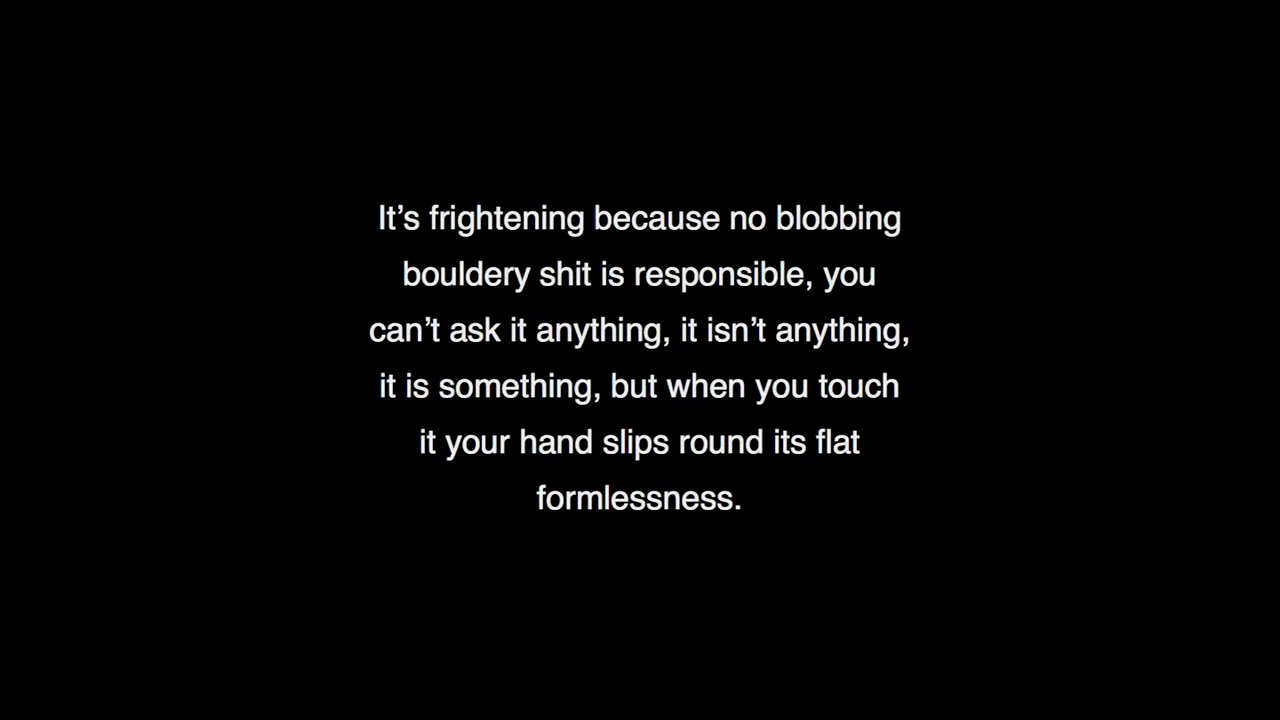 It’s frightening because no blobbing
bouldery shit is responsible, you
can’t ask it anything, it isn’t anything,
it is something, but when you touch
it your hand slips round its flat
formlessness.